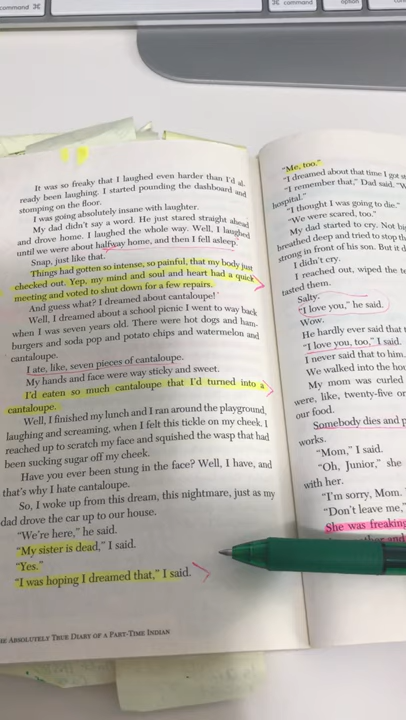 command ⌘
⌘ command
option
It was so freaky that I laughed even harder than I'd al-
ready been laughing. I started pounding the dashboard and
stomping on the floor.
I was going absolutely insane with laughter.
My dad didn't say a word. He just stared straight ahead
and drove home. I laughed the whole way. Well, I laughed
until we were about halfway home, and then I fell asleep.
Snap, just like that.
Things had gotten so intense, so painful, that my body just
checked out. Yep, my mind and soul and heart had a quick
meeting and voted to shut down for a few repairs.
And guess what? I dreamed about cantaloupe!
Well, I dreamed about a school picnic I went to way back
when I was seven years old. There were hot dogs and ham-
burgers and soda pop and potato chips and watermelon and
cantaloupe.
I ate, like, seven pieces of cantaloupe.
My hands and face were way sticky and sweet.
I'd eaten so much cantaloupe that I'd turned into a
cantaloupe.
Well, I finished my lunch and I ran around the playground,
laughing and screaming, when I felt this tickle on my cheek. I
reached up to scratch my face and squished the wasp that had
been sucking sugar off my cheek.
Have you ever been stung in the face? Well, I have, and
that's why I hate cantaloupe.
So, I woke up from this dream, this nightmare, just as my
dad drove the car up to our house.
"We're here," he said.
"My sister is dead," I said.
"Yes."
"I was hoping I dreamed that," I said.
ABSOLUTELY TRUE DIARY OF A PART-TIME INDIAN
"Me, too."
"I dreamed about that time I got
"I remember that," Dad said.
hospital."
"I thought I was going to die."
"We were scared, too."
My dad started to cry. Not
breathed deep and tried to stop
strong in front of his son. But it
I didn't cry.
I reached out, wiped the
tasted them.
Salty.
"I love you," he said.
Wow.
He hardly ever said that
"I love you, too," I said.
I never said that to him.
We walked into the
My mom was curled
were, like, twenty-five or
our food.
Somebody dies and
works.
"Mom," I said.
"Oh, Junior," she
with her.
"I'm sorry, Mom.
"Don't leave me,"
She was freaking